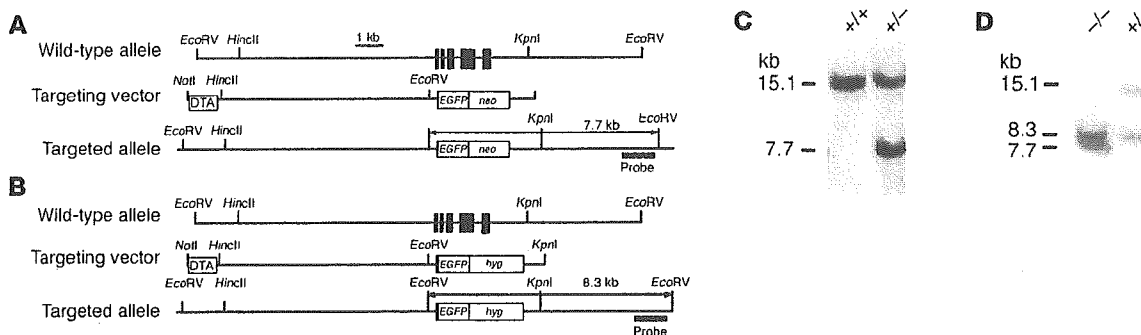 A
Wild-type allele
EcoRV HincII 1 kb KpnI EcoRV
Targeting vector
NotI HincII EcoRV
DTA EGFP neo
Targeted allele
EcoRV HincII KpnI 7.7 kb EcoRV
EGFP neo
Probe
B
Wild-type allele
EcoRV HincII KpnI EcoRV
Targeting vector
NotI HincII EcoRV KpnI
DTA EGFP hyg
Targeted allele
EcoRV HincII EcoRV KpnI 8.3 kb EcoRV
EGFP hyg
Probe
C
+/+ +/-
kb
15.1
7.7
D
-/-
kb
15.1
8.3
7.7